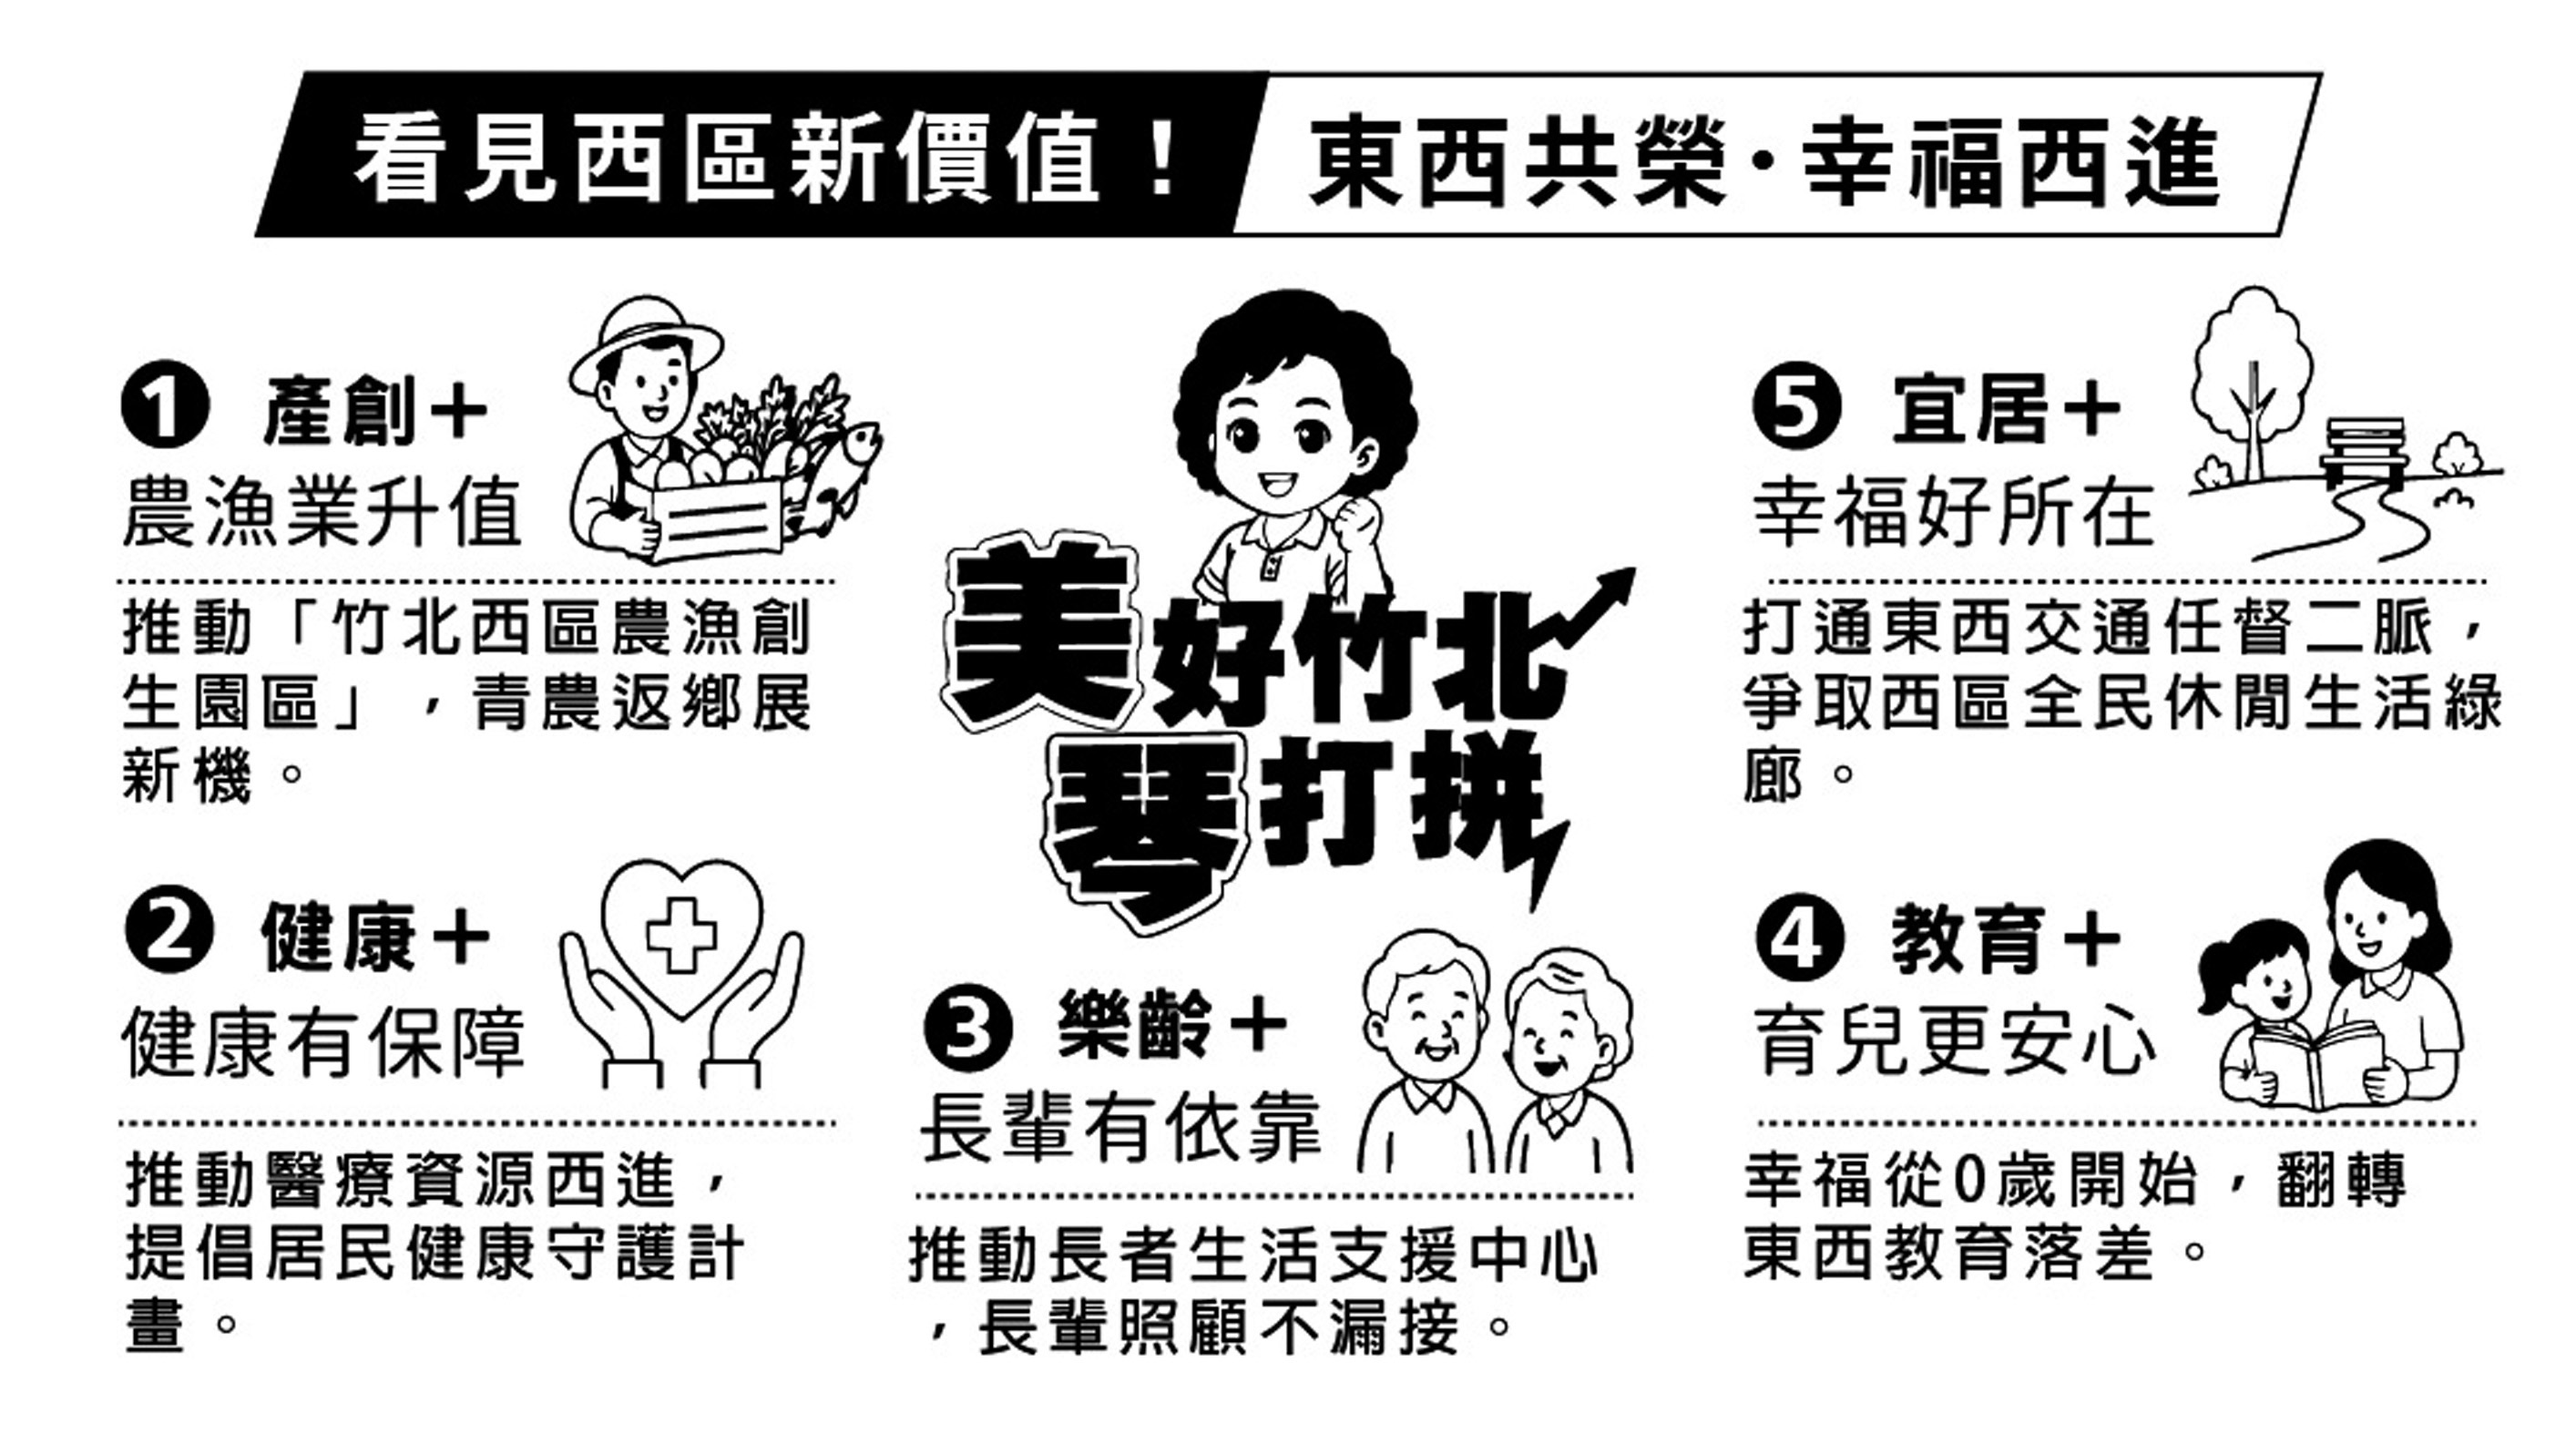 看見西區新價值！ 東西共榮·幸福西進
1 產創+
農漁業升值
推動「竹北西區農漁創
生園區」，青農返鄉展
新機。
2 健康+
健康有保障
推動醫療資源西進，
提倡居民健康守護計
畫。
美好竹北
琴打拼
3 樂齡+
長輩有依靠
推動長者生活支援中心
，長輩照顧不漏接。
4 教育+
育兒更安心
幸福從0歲開始，翻轉
東西教育落差。
5 宜居+
幸福好所在
打通東西交通任督二脈，
爭取西區全民休閒生活綠
廊。